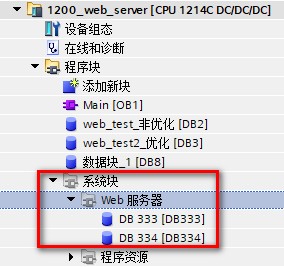 1200_web_server [CPU 1214C DC/DC/DC]
设备组态
在线和诊断
程序块
添加新块
Main [OB1]
web_test_非优化 [DB2]
web_test2_优化 [DB3]
数据块_1 [DB8]
系统块
Web 服务器
DB 333 [DB333]
DB 334 [DB334]
程序资源